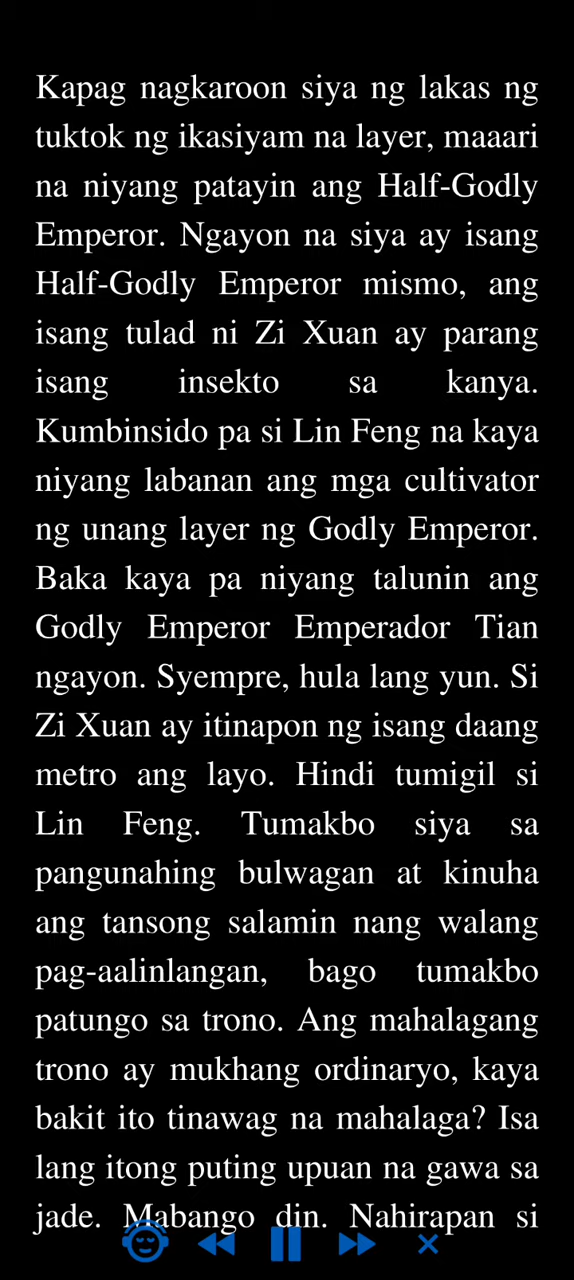 Kapag nagkaroon siya ng lakas ng
tuktok ng ikasiyam na layer, maaari
na niyang patayin ang Half-Godly
Emperor. Ngayon na siya ay isang
Half-Godly Emperor mismo, ang
isang tulad ni Zi Xuan ay parang
isang insekto sa kanya.
Kumbinsido pa si Lin Feng na kaya
niyang labanan ang mga cultivator
ng unang layer ng Godly Emperor.
Baka kaya pa niyang talunin ang
Godly Emperor Emperador Tian
ngayon. Syempre, hula lang yun. Si
Zi Xuan ay itinapon ng isang daang
metro ang layo. Hindi tumigil si
Lin Feng. Tumakbo siya sa
pangunahing bulwagan at kinuha
ang tansong salamin nang walang
pag-aalinlangan, bago tumakbo
patungo sa trono. Ang mahalagang
trono ay mukhang ordinaryo, kaya
bakit ito tinawag na mahalaga? Isa
lang itong puting upuan na gawa sa
jade. Mabango din. Nahirapan si